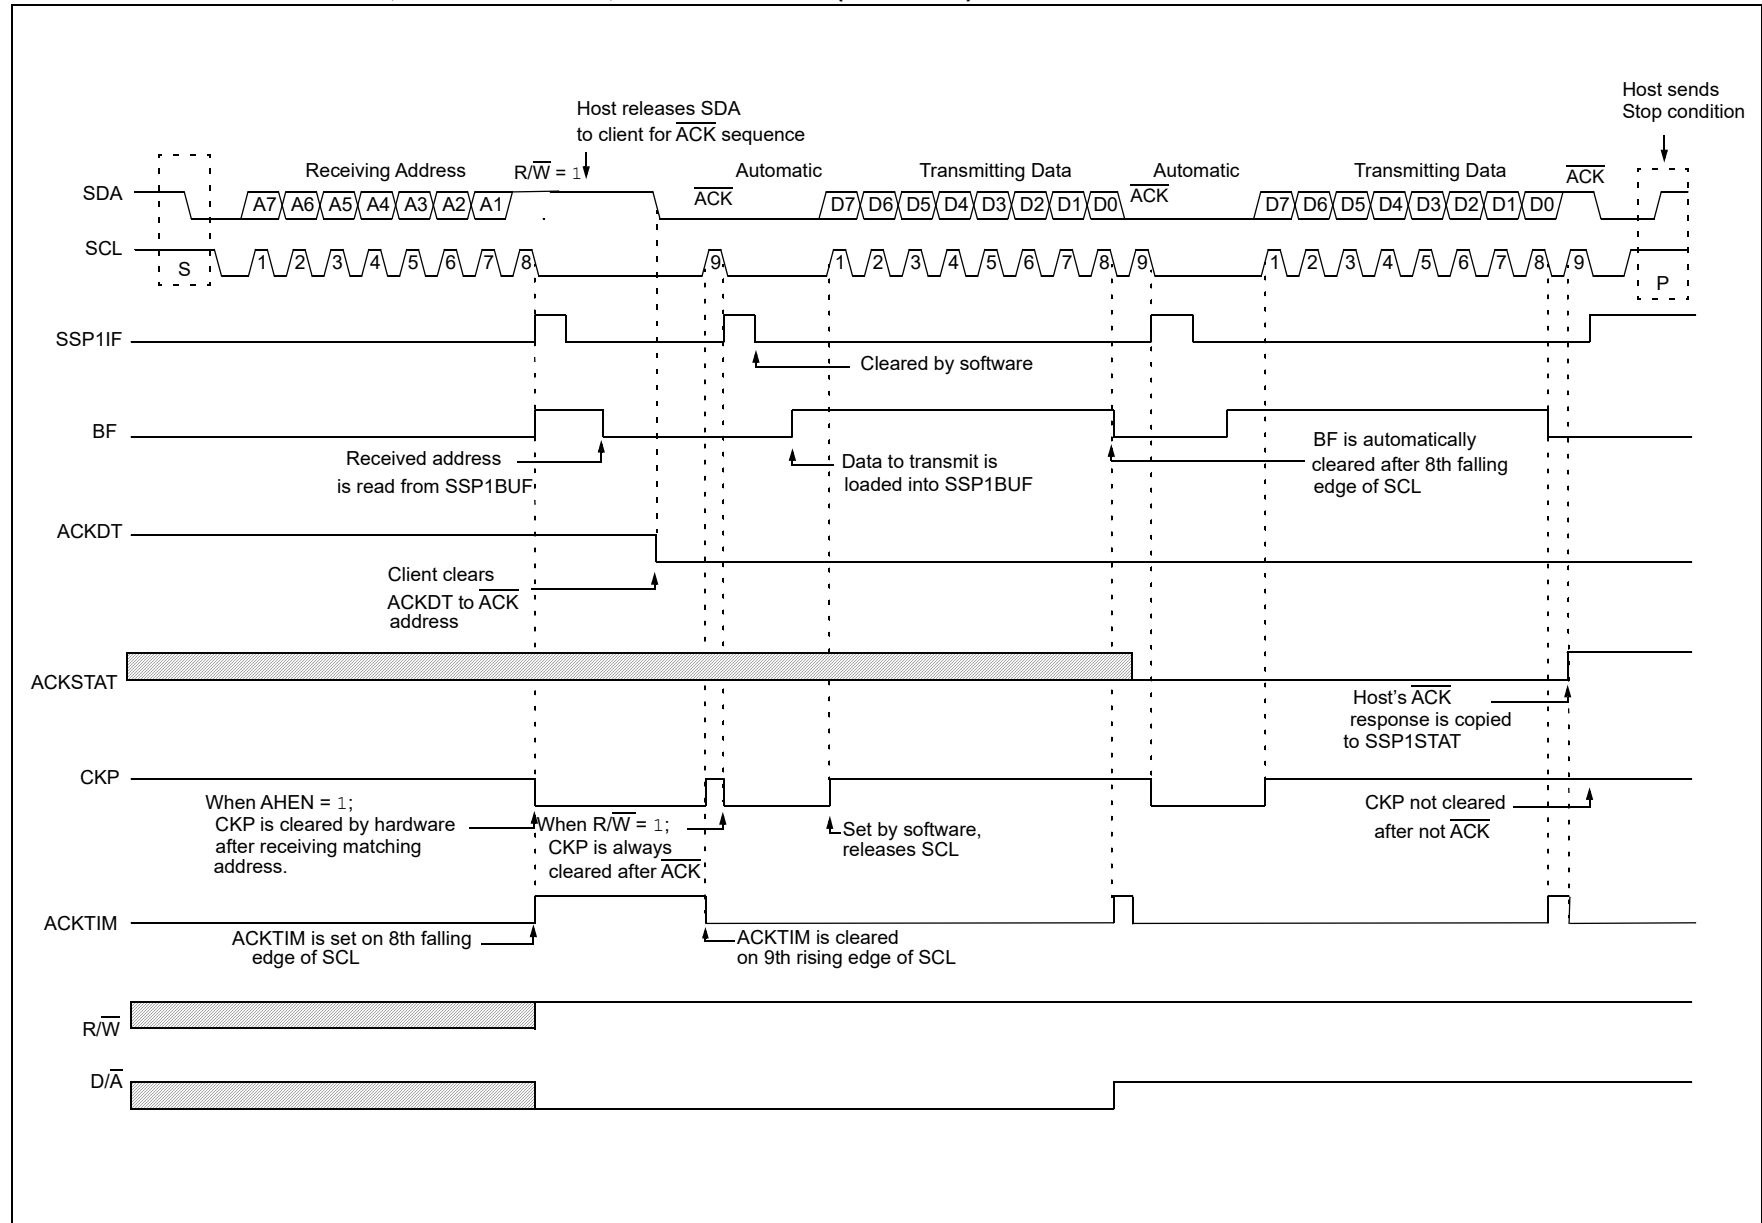 Host sends
Stop condition
Host releases SDA
to client for ACK sequence
Receiving Address
R/W = 1
Automatic
Transmitting Data
Automatic
Transmitting Data
ACK
SDA
A7 A6 A5 A4 A3 A2 A1
ACK
D7 D6 D5 D4 D3 D2 D1 D0
ACK
D7 D6 D5 D4 D3 D2 D1 D0
SCL
S
1 2 3 4 5 6 7 8 9
1 2 3 4 5 6 7 8 9
1 2 3 4 5 6 7 8 9
P
SSP1IF
Cleared by software
BF
Received address
is read from SSP1BUF
Data to transmit is
loaded into SSP1BUF
BF is automatically
cleared after 8th falling
edge of SCL
ACKDT
Client clears
ACKDT to ACK
address
ACKSTAT
Host's ACK
response is copied
to SSP1STAT
CKP
When AHEN = 1;
CKP is cleared by hardware
after receiving matching
address.
When R/W = 1;
CKP is always
cleared after ACK
Set by software,
releases SCL
CKP not cleared
after not ACK
ACKTIM
ACKTIM is set on 8th falling
edge of SCL
ACKTIM is cleared
on 9th rising edge of SCL
R/W
D/A